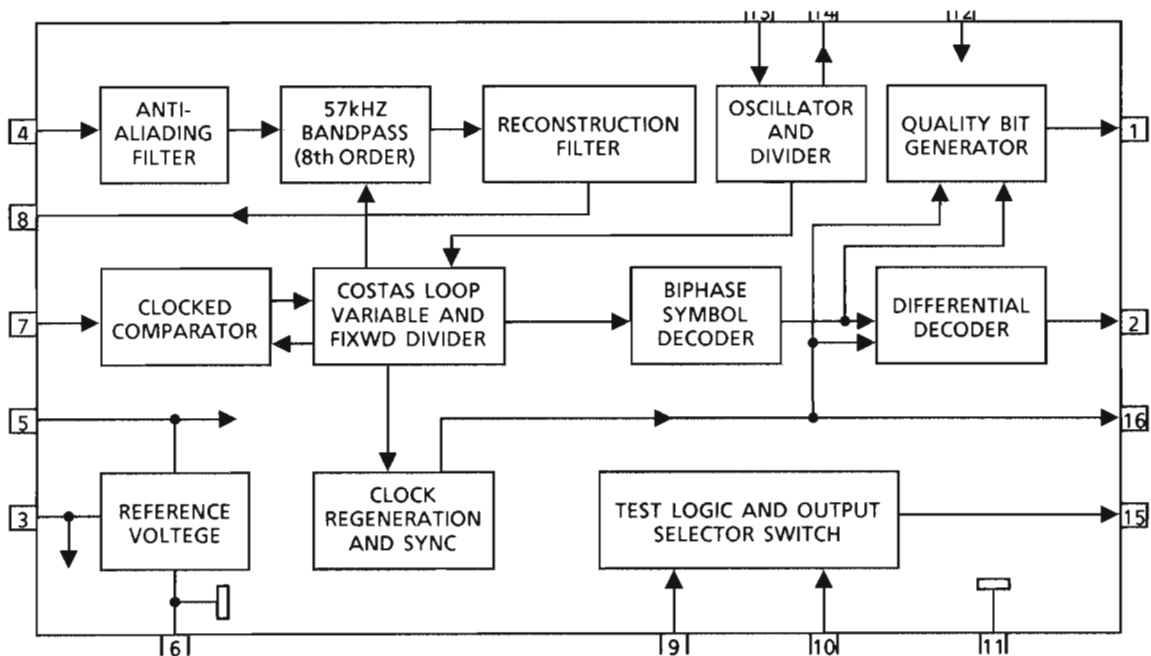 13
14
12
4
ANTI-
ALIADING
FILTER
57kHZ
BANDPASS
(8th ORDER)
RECONSTRUCTION
FILTER
OSCILLATOR
AND
DIVIDER
QUALITY BIT
GENERATOR
1
8
7
CLOCKED
COMPARATOR
COSTAS LOOP
VARIABLE AND
FIXWD DIVIDER
BIPHASE
SYMBOL
DECODER
DIFFERENTIAL
DECODER
2
5
16
3
REFERENCE
VOLTEGE
CLOCK
REGENERATION
AND SYNC
TEST LOGIC AND OUTPUT
SELECTOR SWITCH
15
6
9
10
11